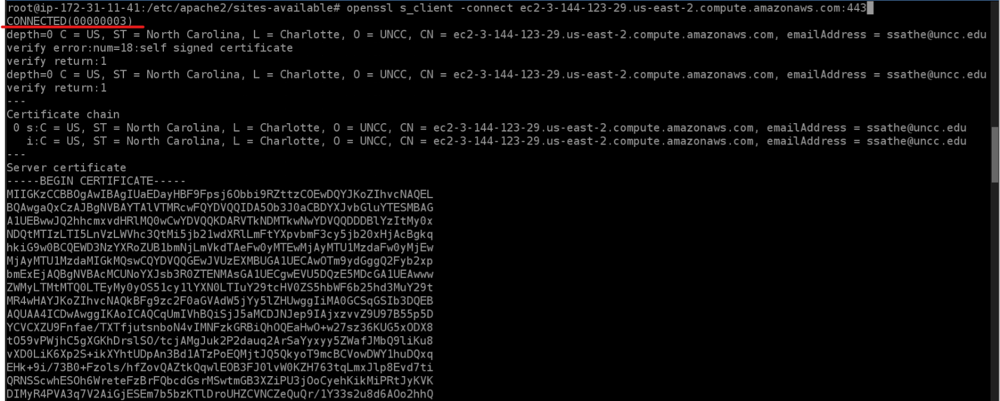 root@ip-172-31-11-41:/etc/apache2/sites-available# openssl s_client -connect ec2-3-144-123-29.us-east-2.compute.amazonaws.com:443
CONNECTED(00000003)
depth=0 C = US, ST = North Carolina, L = Charlotte, O = UNCC, CN = ec2-3-144-123-29.us-east-2.compute.amazonaws.com, emailAddress = ssathe@uncc.edu
verify error:num=18:self signed certificate
verify return:1
depth=0 C = US, ST = North Carolina, L = Charlotte, O = UNCC, CN = ec2-3-144-123-29.us-east-2.compute.amazonaws.com, emailAddress = ssathe@uncc.edu
verify return:1
---
Certificate chain
 0 s:C = US, ST = North Carolina, L = Charlotte, O = UNCC, CN = ec2-3-144-123-29.us-east-2.compute.amazonaws.com, emailAddress = ssathe@uncc.edu
   i:C = US, ST = North Carolina, L = Charlotte, O = UNCC, CN = ec2-3-144-123-29.us-east-2.compute.amazonaws.com, emailAddress = ssathe@uncc.edu
---
Server certificate
-----BEGIN CERTIFICATE-----
MIIGKzCCBBOgAwIBAgIUaEDayHBF9Fpsj6Obbi9RZttzCOEwDQYJKoZIhvcNAQEL
BQAwgaQxCzAJBgNVBAYTAlVTMRcwFQYDVQQIDA5Ob3J0aCBDYXJvbGluYTESMBAG
A1UEBwwJQ2hhcmxvdHRlMQ0wCwYDVQQKDARVTkNDMTkwNwYDVQQDDDBlYzItMy0x
NDQtMTIzLTI5LnVzLWVhc3QtMi5jb21wdXRlLmFtYXpvbmF3cy5jb20xHjAcBgkq
hkiG9w0BCQEWD3NzYXRoZUB1bmNjLmVkdTAeFw0yMTEwMjAyMTU1MzdaFw0yMjEw
MjAyMTU1MzdaMIGkMQswCQYDVQQGEwJVUzEXMBUGA1UECAwOTm9ydGggQ2Fyb2xp
bmExEjAQBgNVBAcMCUNoYXJsb3R0ZTENMAsGA1UECgwEVU5DQzE5MDcGA1UEAwww
ZWMyLTMtMTQ0LTEyMy0yOS51cy1lYXN0LTIuY29tcHV0ZS5hbWF6b25hd3MuY29t
MR4wHAYJKoZIhvcNAQkBFg9zc2F0aGVAdW5jYy5lZHUwggIiMA0GCSqGSIb3DQEB
AQUAA4ICDwAwggIKAoICAQCqUmIVhBQiSjJ5aMCDJNJep9IAjxzvvZ9U97B55p5D
YCVCXZU9Fnfae/TXTfjutsnboN4vIMNFzkGRBiQhOQEaHwO+w27sz36KUG5xODX8
tO59vPWjhC5gXGKhDrslSO/tcjAMgJuk2P2dauq2ArSaYyxyy5ZWafJMbQ9liKu8
vXD0LiK6Xp2S+ikXYhtUDpAn3Bd1ATzPoEQMjtJQ5QkyoT9mcBCVowDWY1huDQxq
EHk+9i/73B0+Fzols/hfZovQAZtkQqwlEOB3FJ0lvW0KZH763tqLmxJlp8Evd7ti
QRNSScwhESOh6WreteFzBrFQbcdGsrMSwtmGB3XZiPU3jOoCyehKikMiPRtJyKVK
DIMyR4PVA3q7V2AiGjESEm7b5bzKTlDroUHZCVNCZeQuQr/1Y33s2u8d6AOo2hhQ